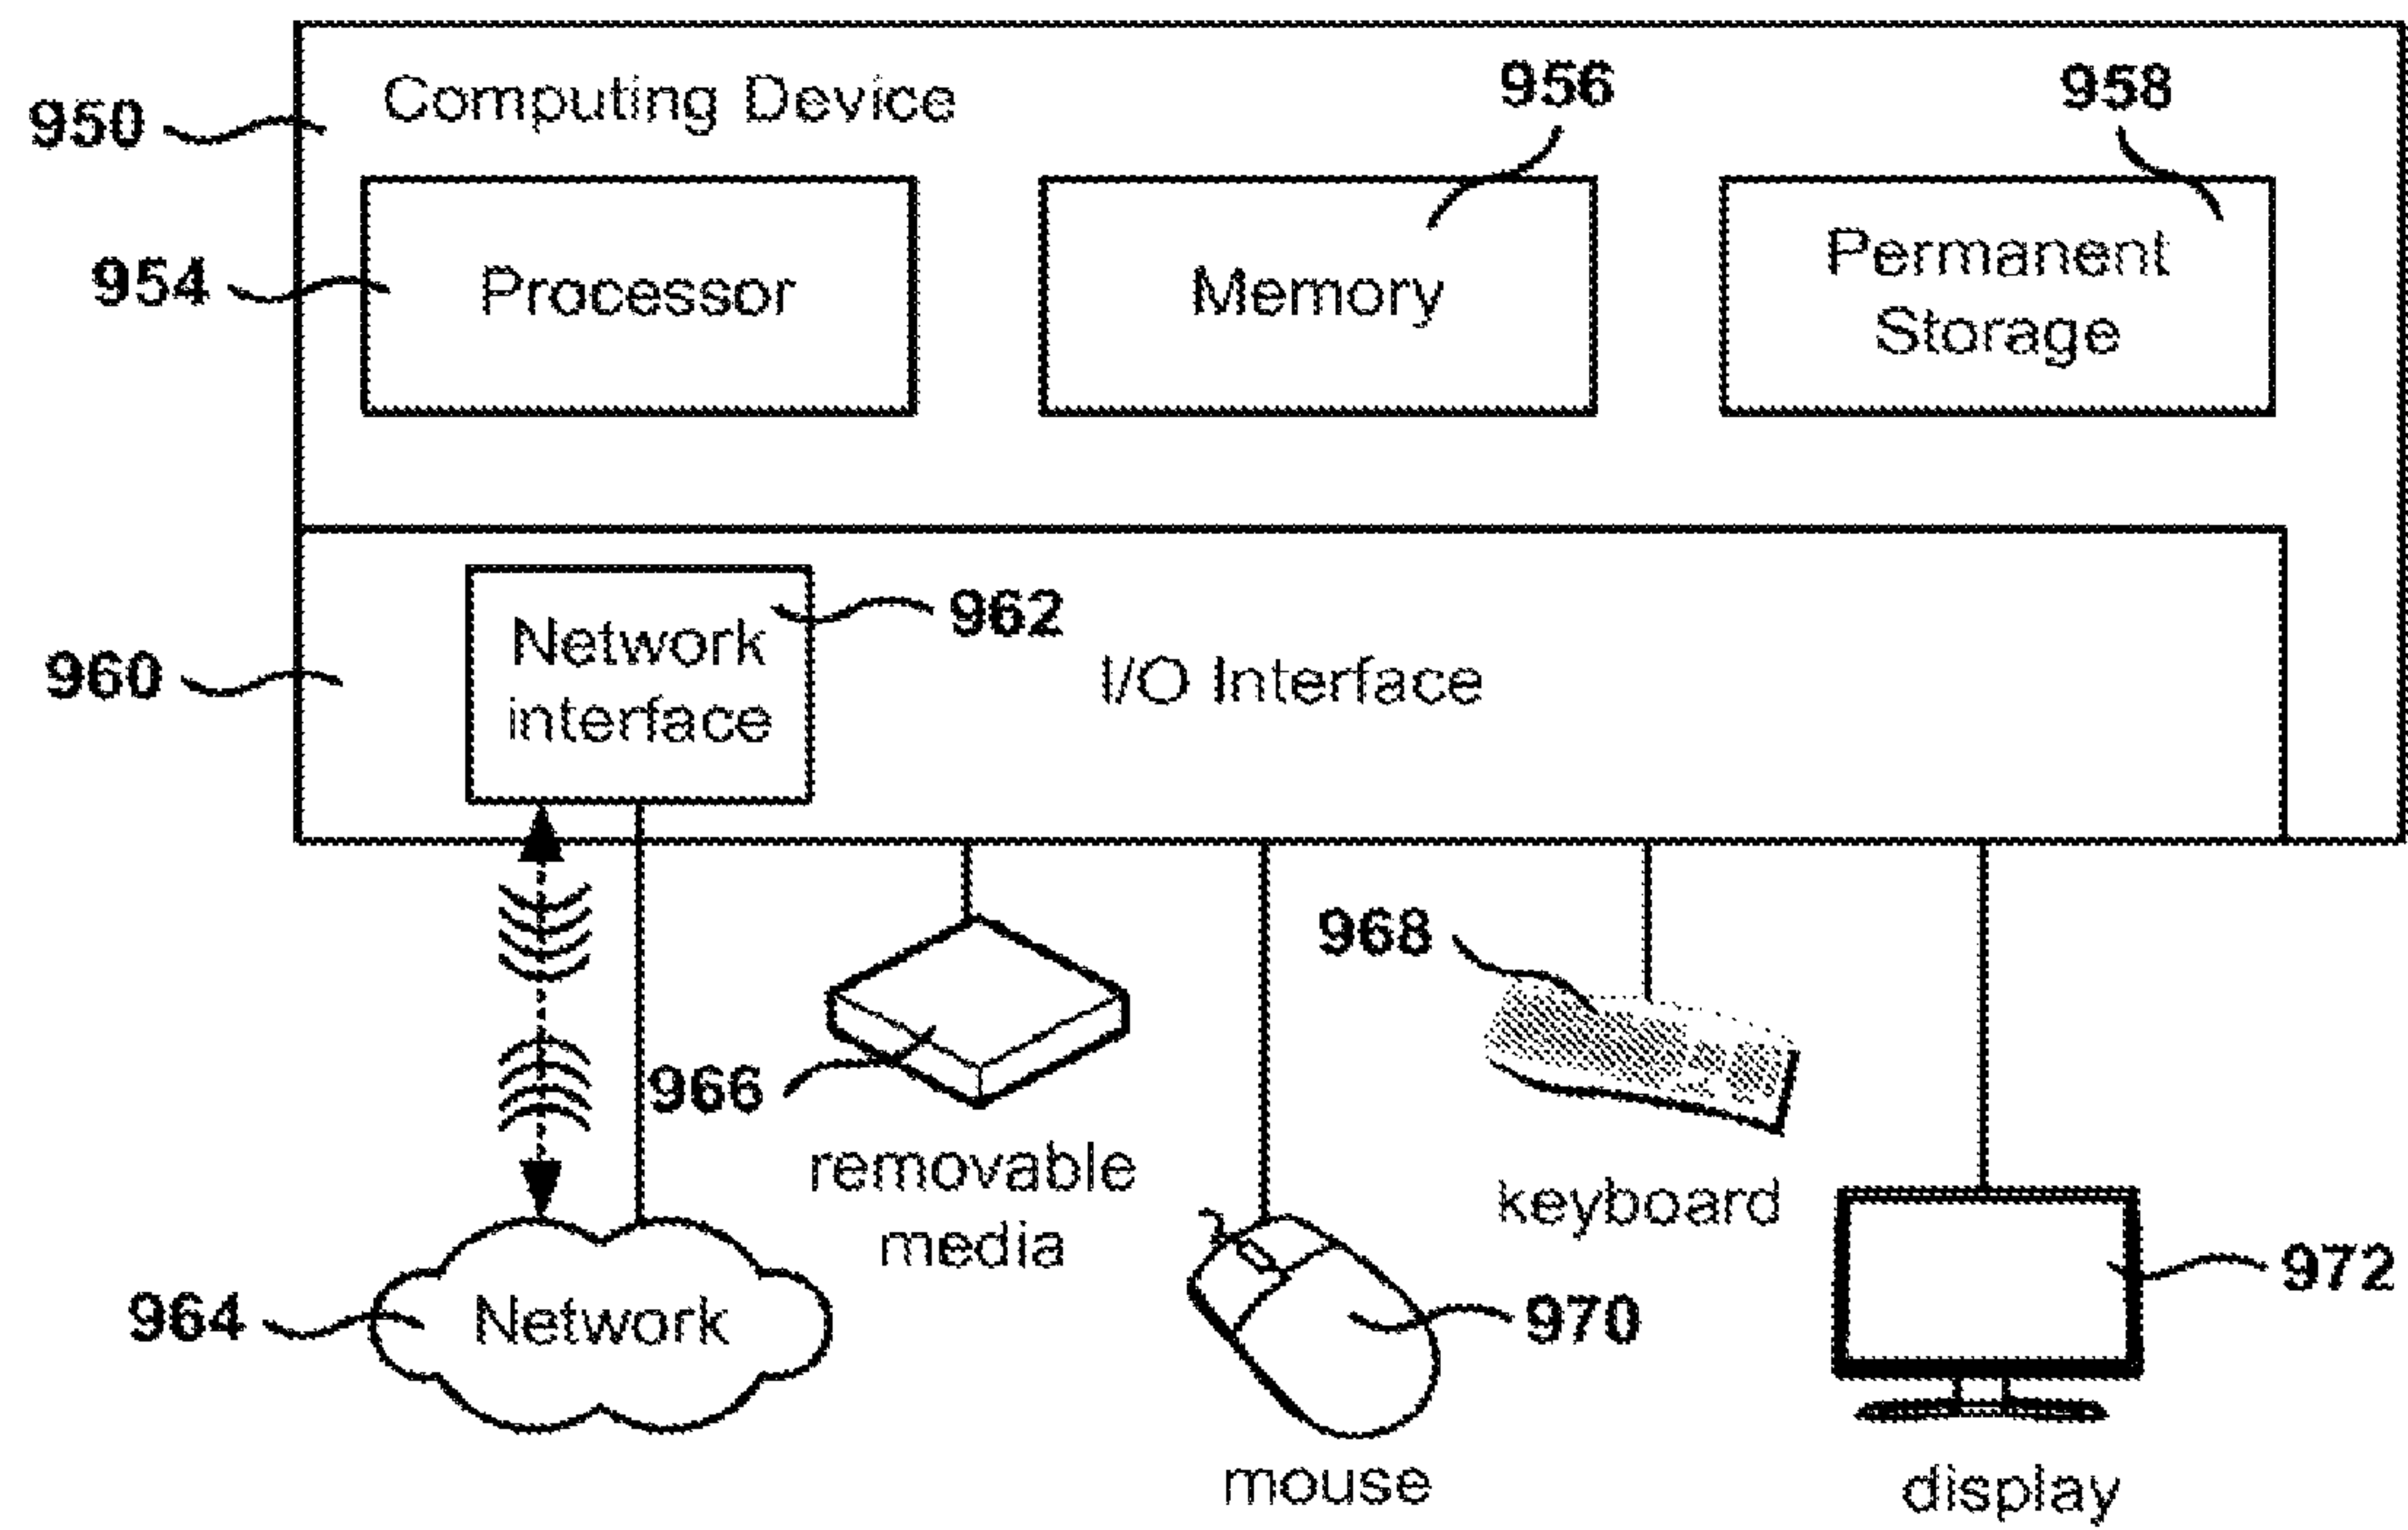 Computing Device
950
956
958
954
Processor
Memory
Permanent
Storage
Network
interface
962
960
I/O Interface
968
966
removable
media
keyboard
964
Network
970
972
mouse
display